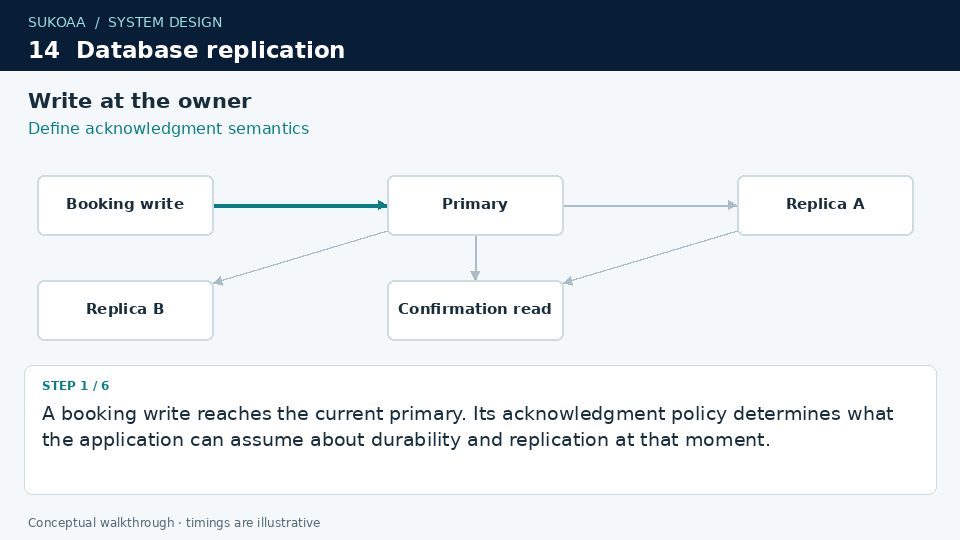 SUKOAA / SYSTEM DESIGN
14 Database replication
Write at the owner
Define acknowledgment semantics
Booking write
Primary
Replica A
Replica B
Confirmation read
STEP 1 / 6
A booking write reaches the current primary. Its acknowledgment policy determines what
the application can assume about durability and replication at that moment.
Conceptual walkthrough · timings are illustrative